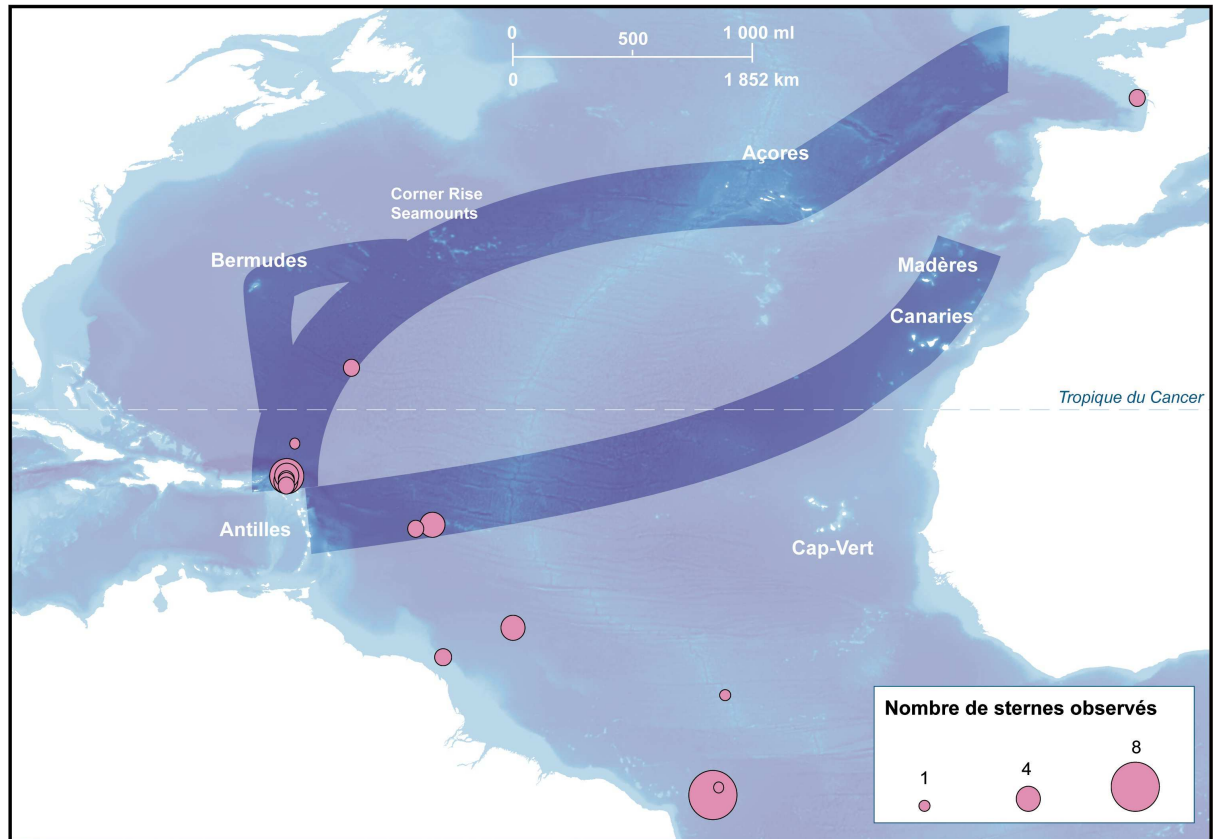 0 500 1 000 ml
0 1 852 km
Açores
Corner Rise
Seamounts
Bermudes
Madères
Canaries
Tropique du Cancer
Antilles
Cap-Vert
Nombre de sternes observés
1 4 8